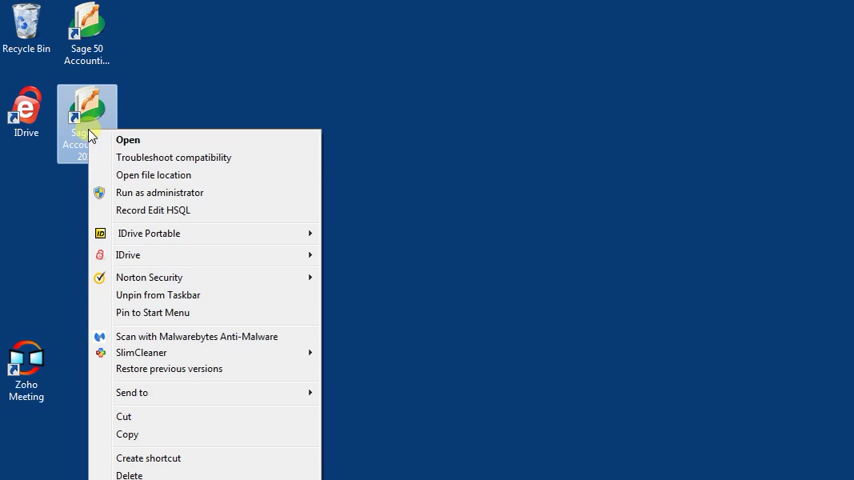 Recycle Bin
Sage 50
Accounti...
IDrive
Open
Troubleshoot compatibility
Open file location
Run as administrator
Record Edit HSQL
IDrive Portable
IDrive
Norton Security
Unpin from Taskbar
Pin to Start Menu
Scan with Malwarebytes Anti-Malware
SlimCleaner
Restore previous versions
Send to
Cut
Copy
Create shortcut
Delete
Zoho
Meeting